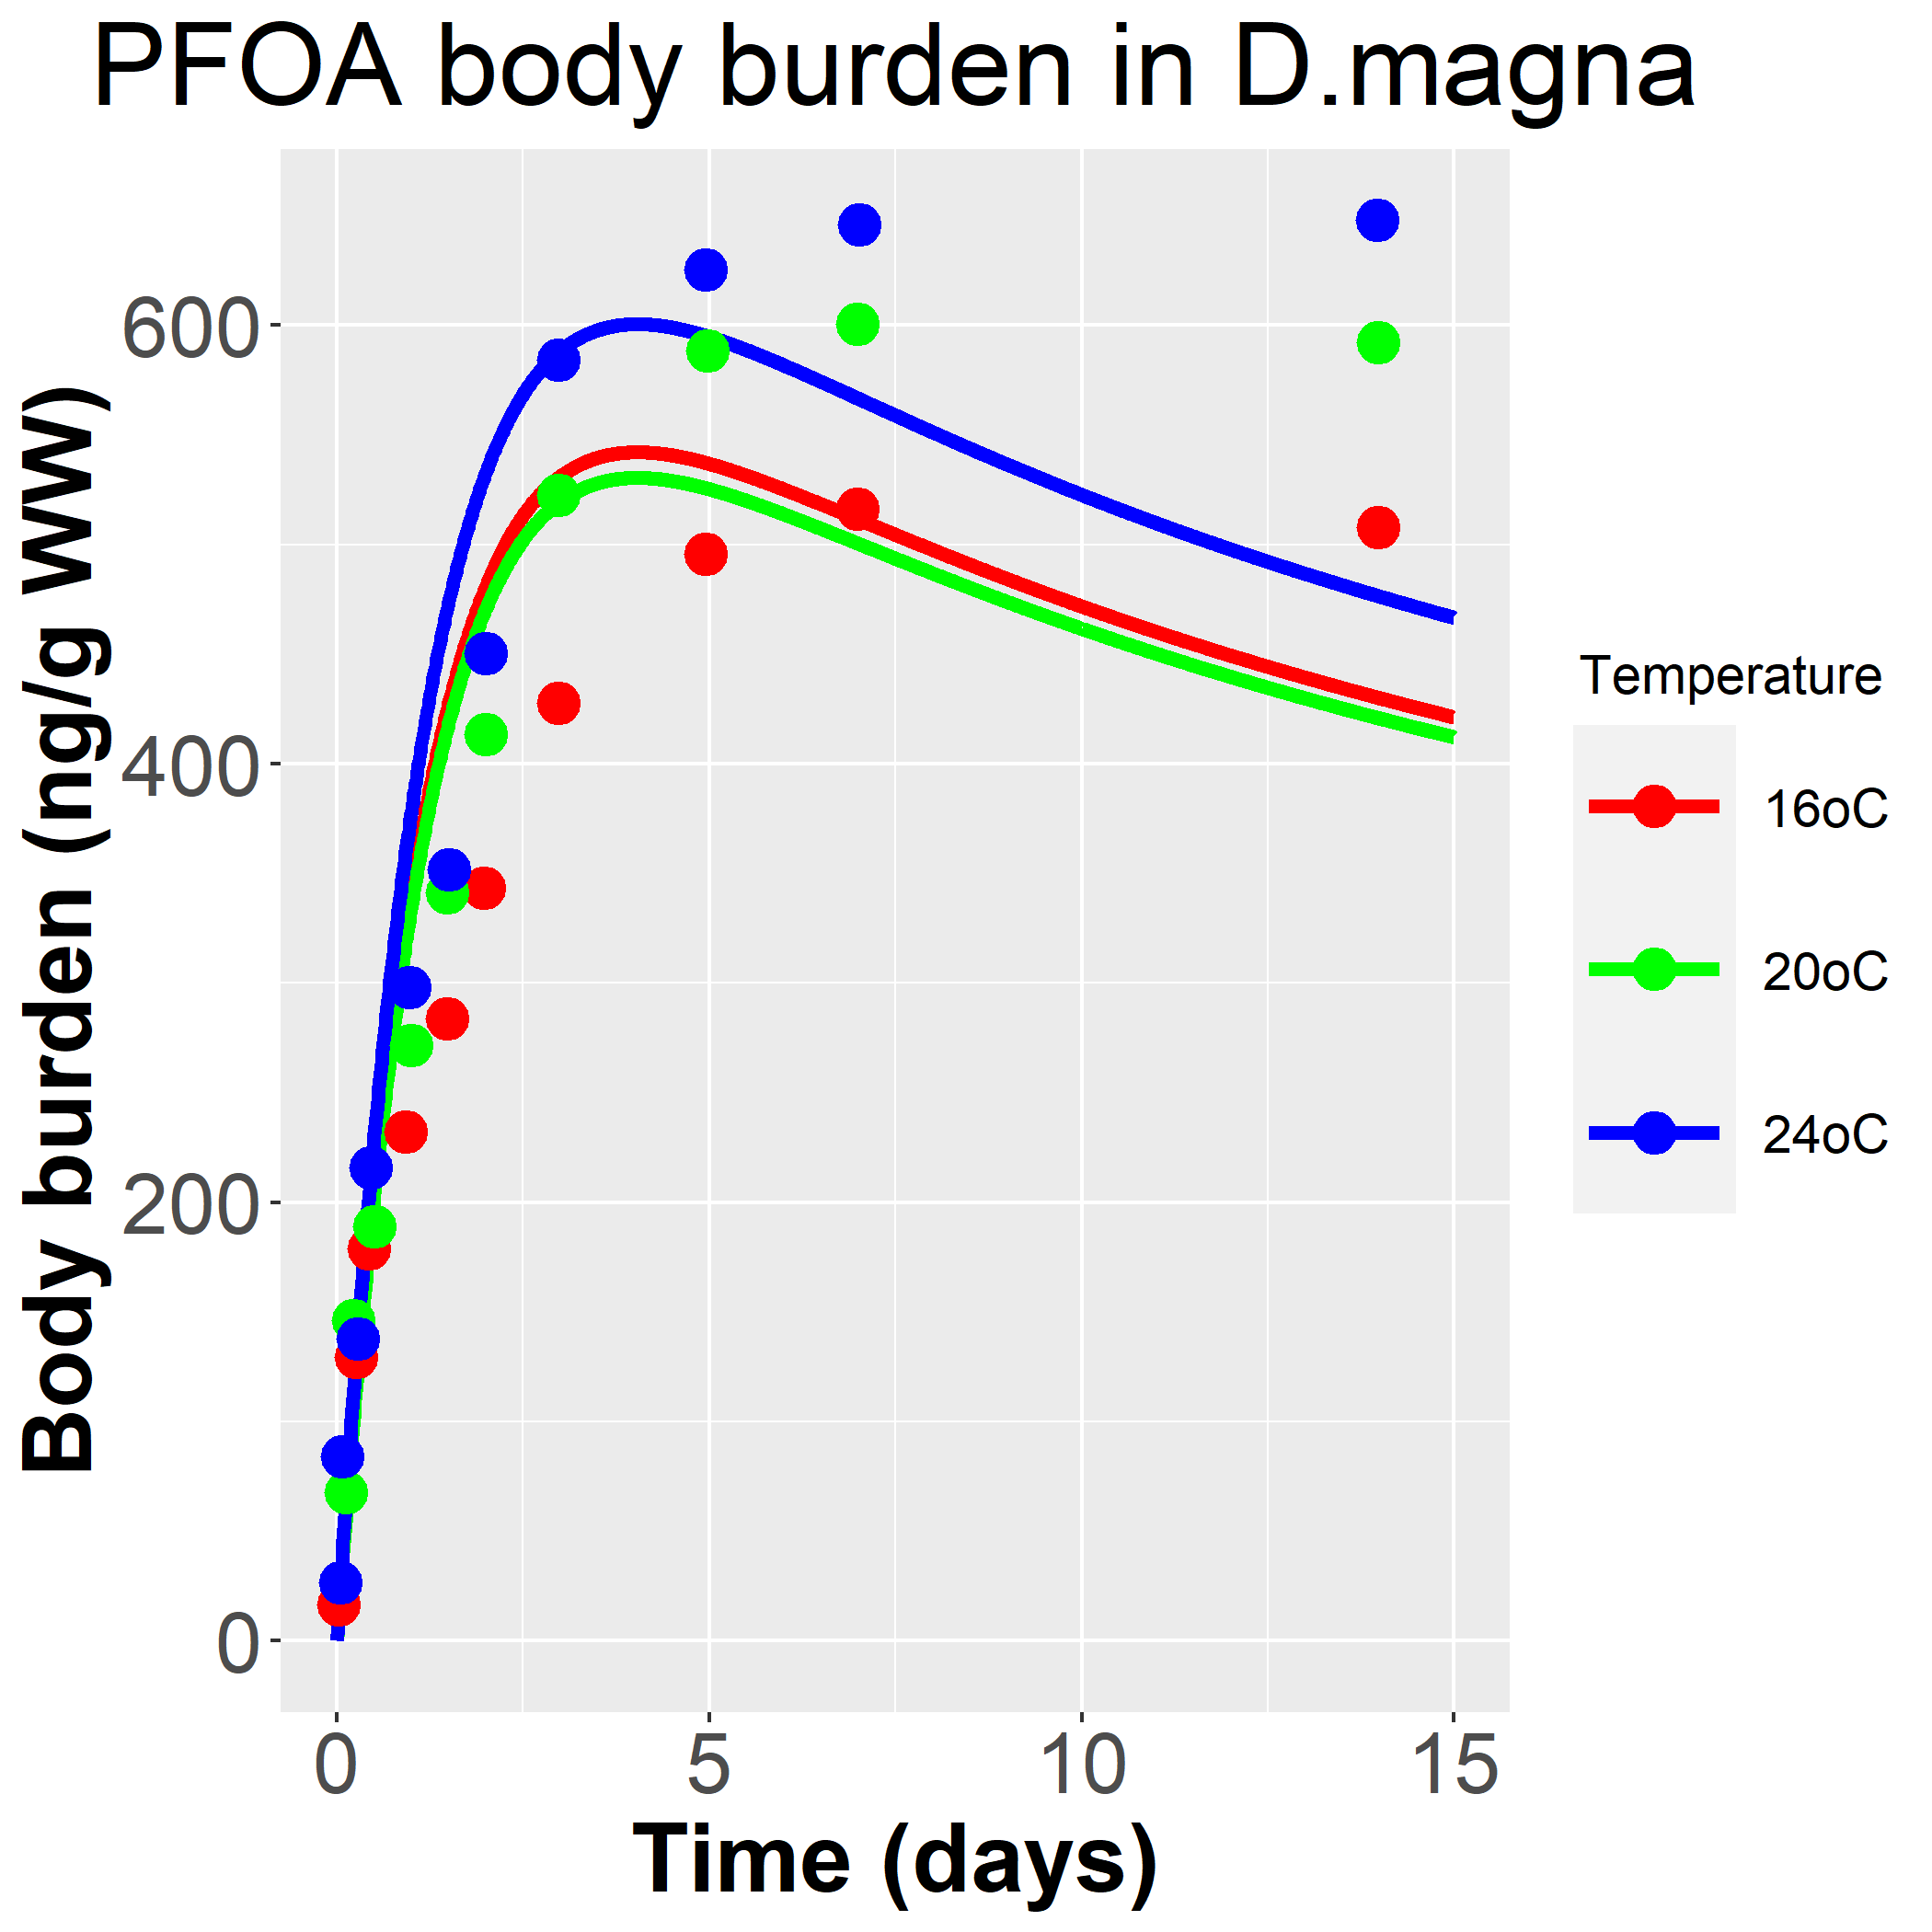 PFOA body burden in D.magna
Body burden (ng/g WW)
600
400
200
0
0 5 10 15
Time (days)
Temperature
16oC
20oC
24oC